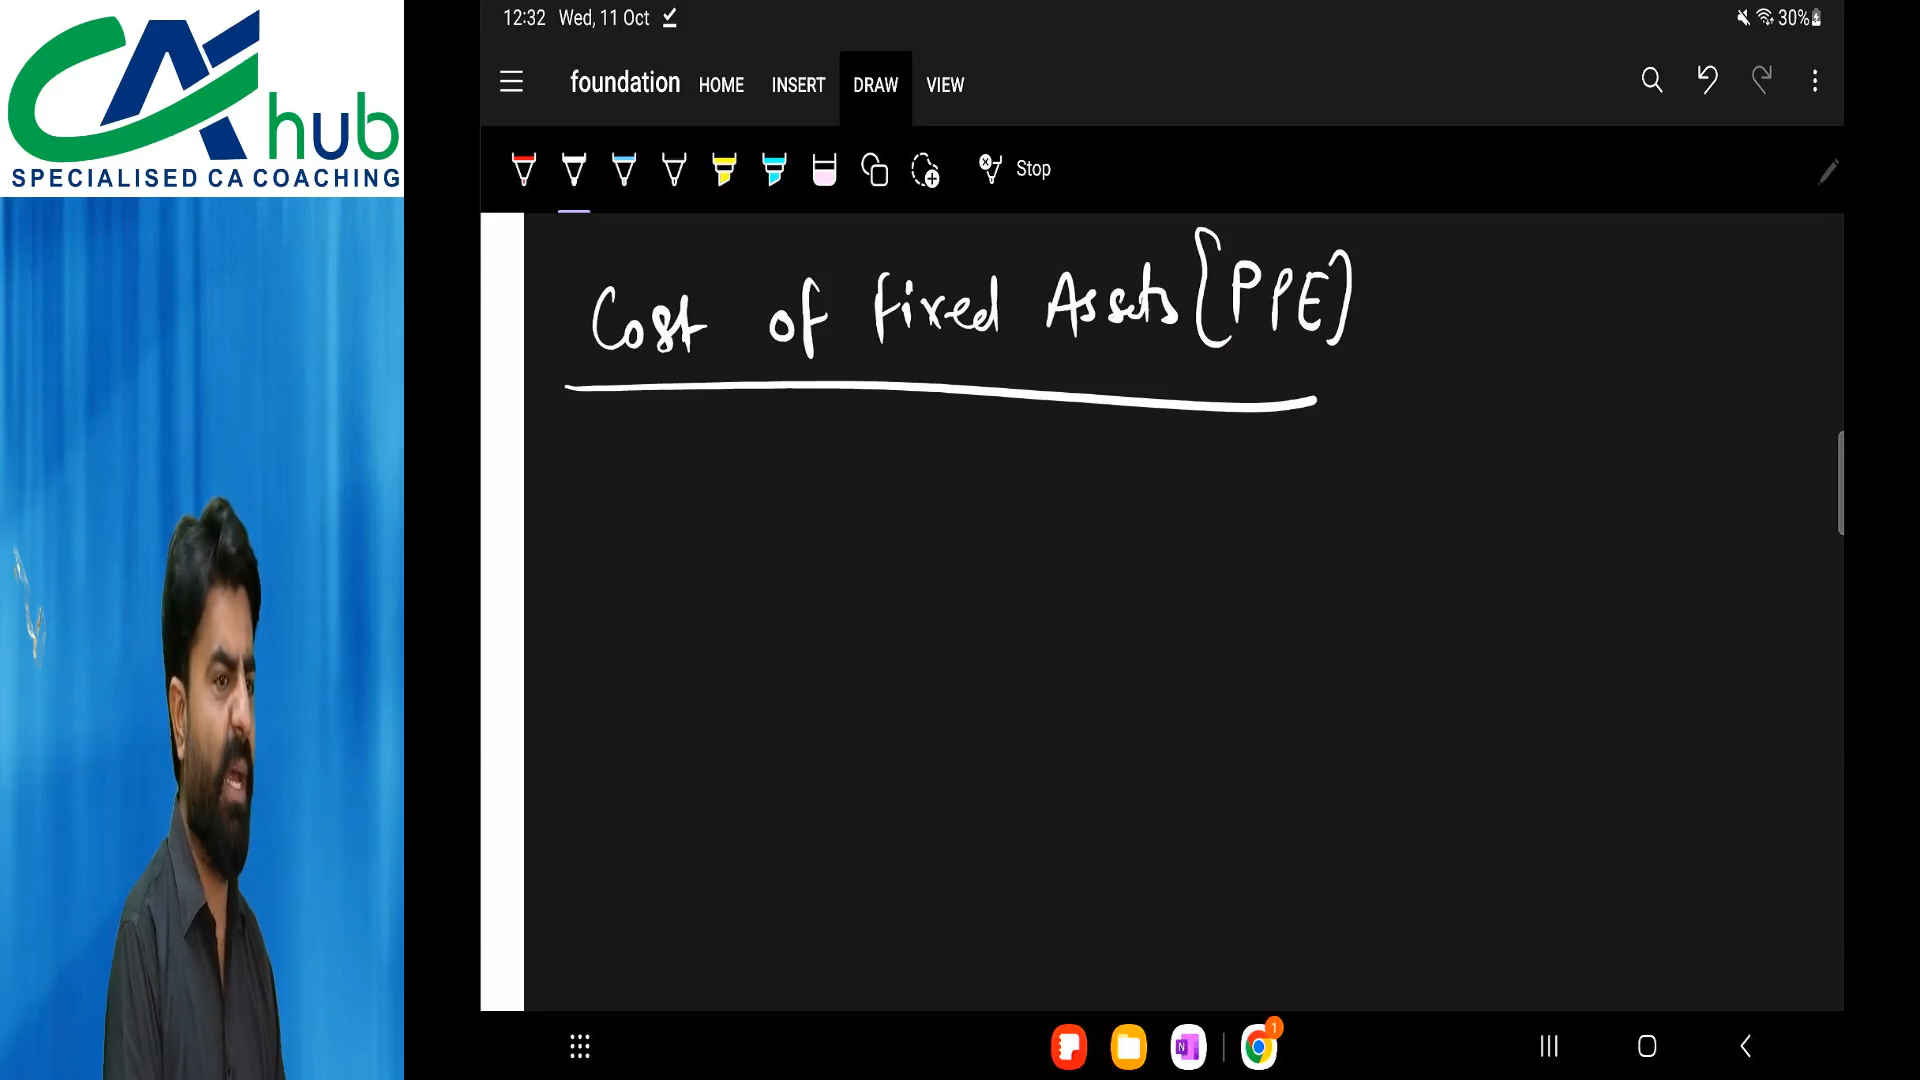 CA hub
SPECIALISED CA COACHING
12:32 Wed, 11 Oct
30%
foundation HOME INSERT DRAW VIEW
Stop
Cost of fixed Assets {PPE)
1
N